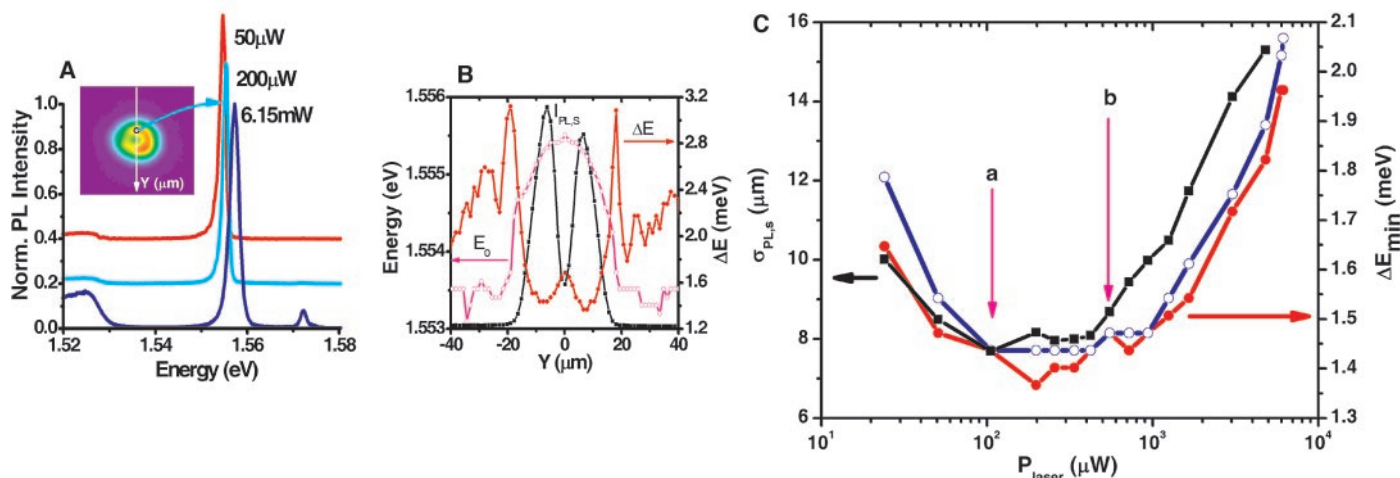 A
50μW
200μW
6.15mW
Y (μm)
Norm. PL Intensity
1.0
0.8
0.6
0.4
0.2
0.0
1.52
1.54
1.56
1.58
Energy (eV)
B
I PL,S
ΔE
E0
Energy (eV)
1.556
1.555
1.554
1.553
3.2
2.8
2.4
2.0
1.6
1.2
ΔE (meV)
-40
-20
0
20
40
Y (μm)
C
a
b
σPL,s (μm)
16
14
12
10
8
6
2.1
2.0
1.9
1.8
1.7
1.6
1.5
1.4
1.3
ΔEmin (meV)
10^1
10^2
10^3
10^4
Plaser (μW)